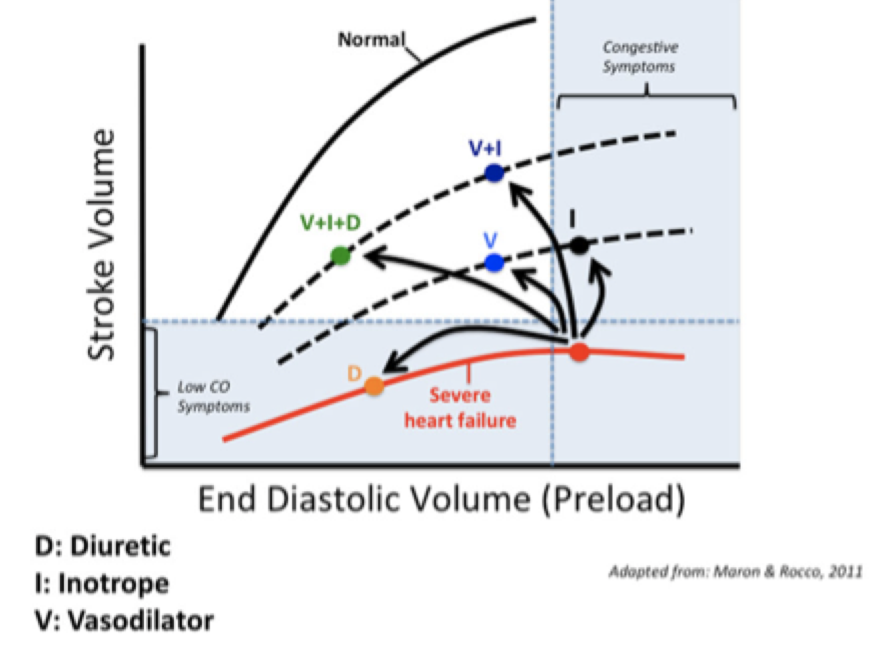 Normal
Congestive
Symptoms
Stroke Volume
V+I
V+I+D
V
I
Low CO
Symptoms
D
Severe
heart failure
End Diastolic Volume (Preload)
D: Diuretic
I: Inotrope
V: Vasodilator
Adapted from: Maron & Rocco, 2011